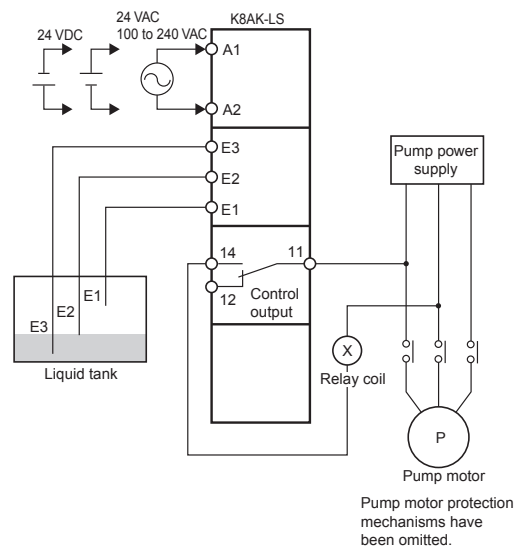 24 VAC
K8AK-LS
24 VDC
100 to 240 VAC
A1
A2
E3
E2
E1
Pump power
supply
14
11
12
Control
output
E1
E2
E3
Liquid tank
X
Relay coil
P
Pump motor
Pump motor protection
mechanisms have
been omitted.